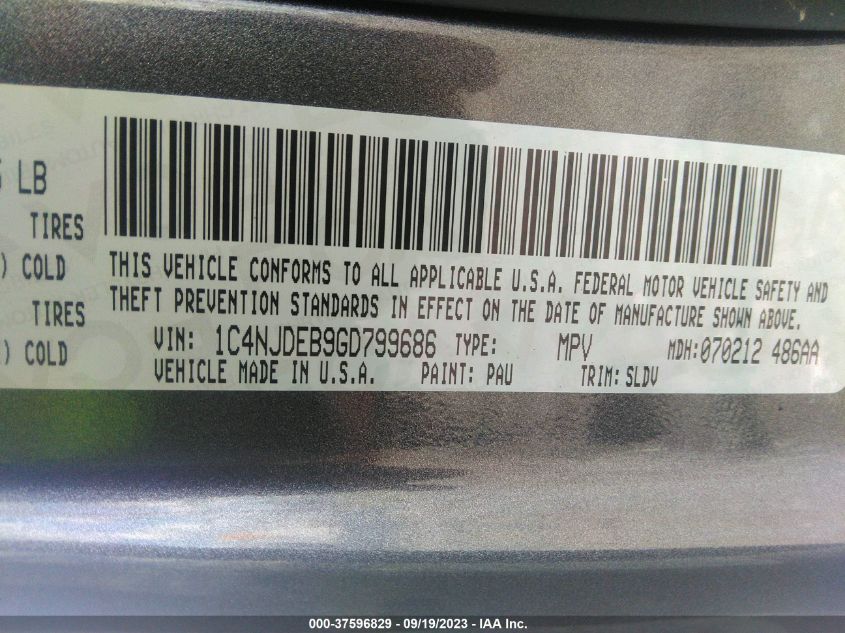 5 LB
TIRES
) COLD
TIRES
) COLD
THIS VEHICLE CONFORMS TO ALL APPLICABLE U.S.A. FEDERAL MOTOR VEHICLE SAFETY AND
THEFT PREVENTION STANDARDS IN EFFECT ON THE DATE OF MANUFACTURE SHOWN ABOVE.
VIN: 1C4NJDEB9GD799686 TYPE: MPV MDH:070212 486AA
VEHICLE MADE IN U.S.A. PAINT: PAU TRIM: SLDV
000-37596829 - 09/19/2023 - IAA Inc.